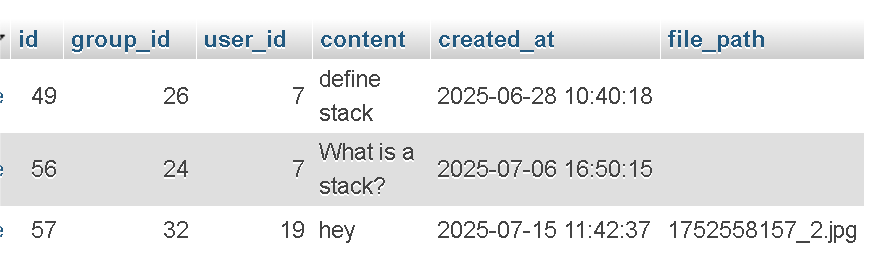 id group_id user_id content created_at file_path
49 26 7 define stack 2025-06-28 10:40:18
56 24 7 What is a stack? 2025-07-06 16:50:15
57 32 19 hey 2025-07-15 11:42:37 1752558157_2.jpg